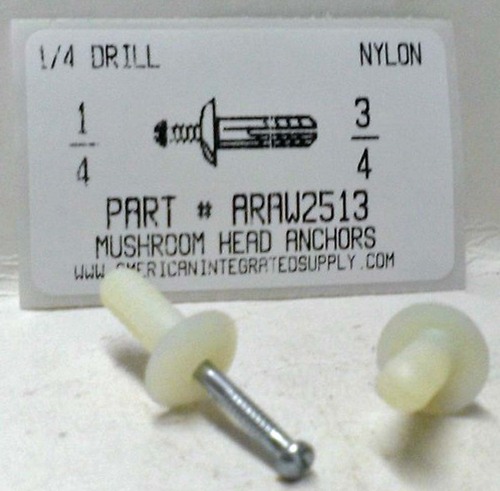 1/4 DRILL NYLON
1/4 3/4
PART # ARAW2513
MUSHROOM HEAD ANCHORS
WWW.AMERICANINTEGRATEDSUPPLY.COM